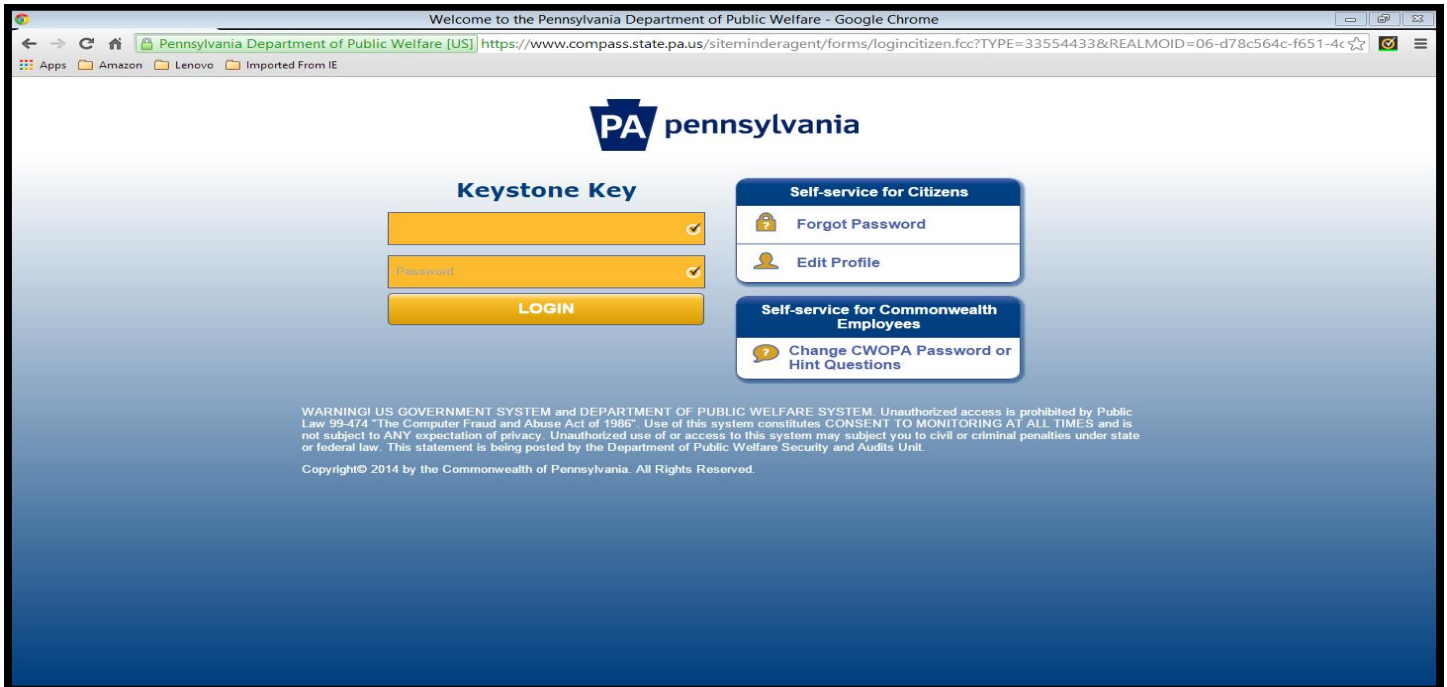 Welcome to the Pennsylvania Department of Public Welfare - Google Chrome
Pennsylvania Department of Public Welfare [US] https://www.compass.state.pa.us/siteminderagent/forms/logincitizen.fcc?TYPE=33554433&REALMOID=06-d78c564c-f651-4c
Apps Amazon Lenovo Imported From IE
PA pennsylvania
Keystone Key
Password
LOGIN
Self-service for Citizens
Forgot Password
Edit Profile
Self-service for Commonwealth
Employees
Change CWOPA Password or
Hint Questions
WARNING! US GOVERNMENT SYSTEM and DEPARTMENT OF PUBLIC WELFARE SYSTEM. Unauthorized access is prohibited by Public
Law 99-474 "The Computer Fraud and Abuse Act of 1986". Use of this system constitutes CONSENT TO MONITORING AT ALL TIMES and is
not subject to ANY expectation of privacy. Unauthorized use of or access to this system may subject you to civil or criminal penalties under state
or federal law. This statement is being posted by the Department of Public Welfare Security and Audits Unit.
Copyright© 2014 by the Commonwealth of Pennsylvania. All Rights Reserved.